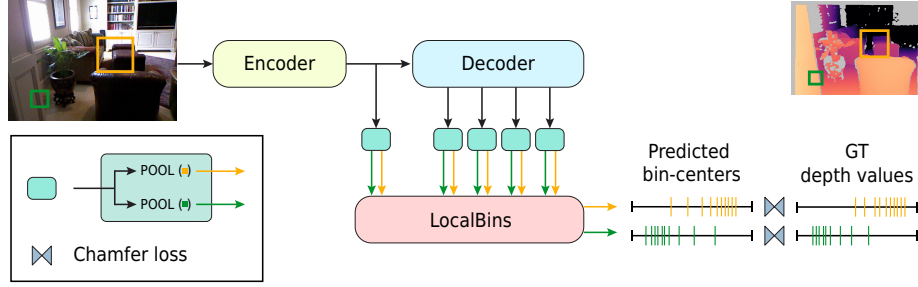 Encoder
Decoder
POOL ( )
POOL ( )
Chamfer loss
LocalBins
Predicted
bin-centers
GT
depth values